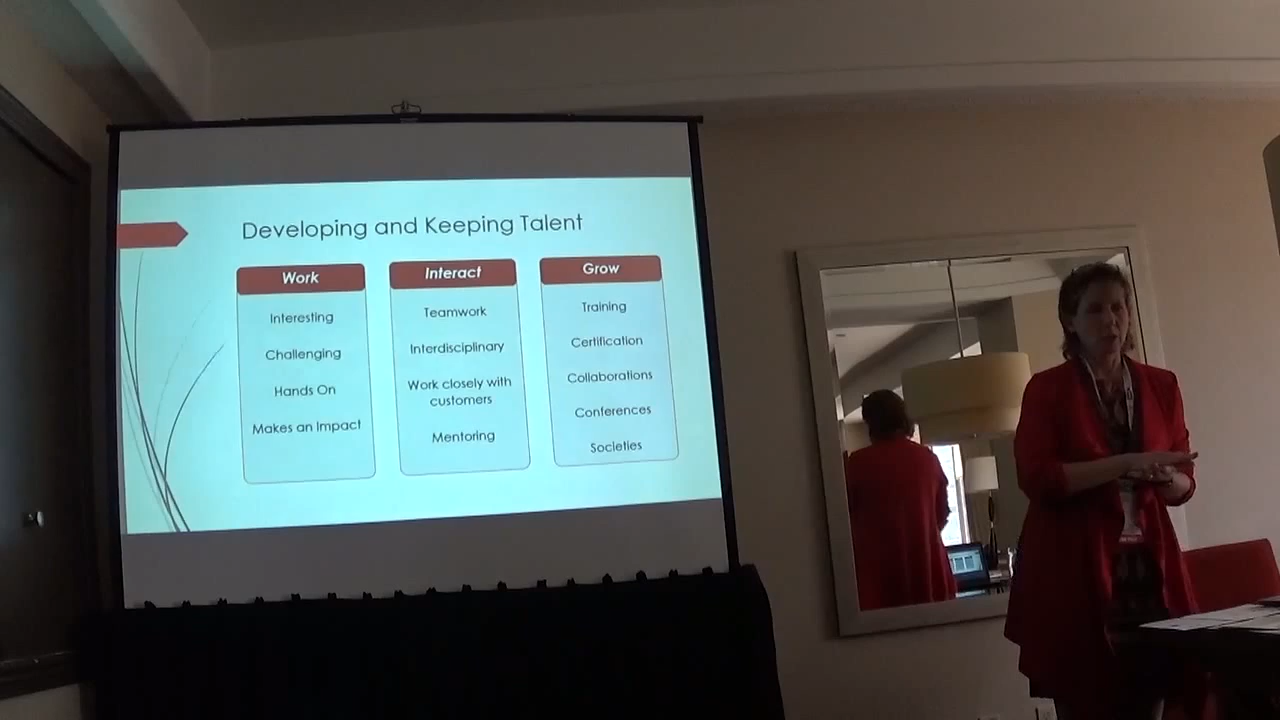 Developing and Keeping Talent
Work
Interesting
Challenging
Hands On
Makes an Impact
Interact
Teamwork
Interdisciplinary
Work closely with
customers
Mentoring
Grow
Training
Certification
Collaborations
Conferences
Societies